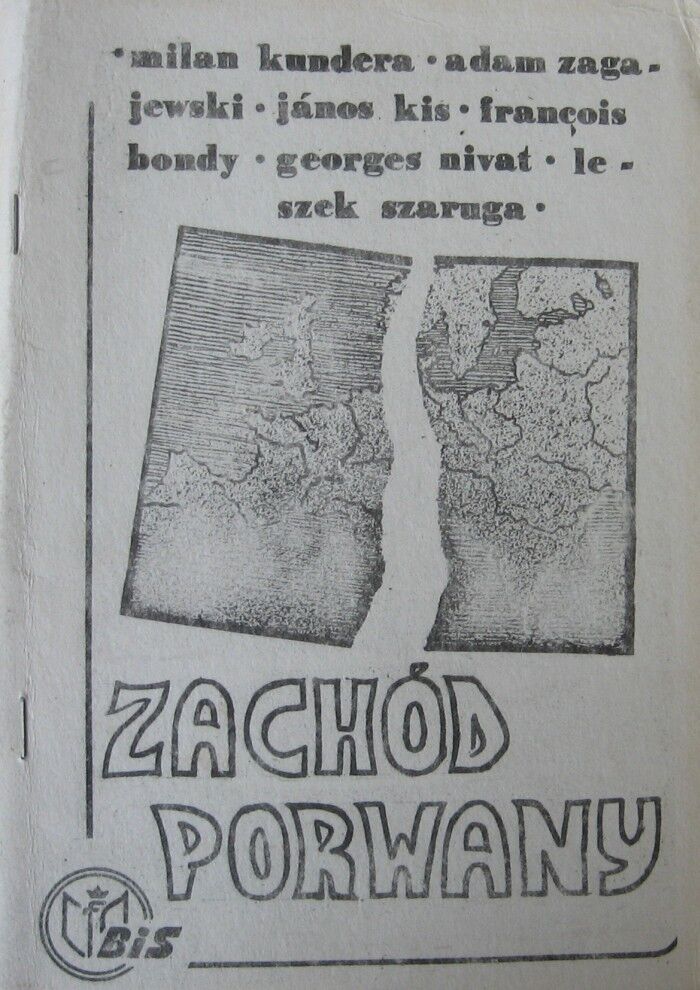 · milan kundera · adam zaga-
jewski · jános kis · françois
bondy · georges nivat · le-
szek szaruga ·
ZACHÓD
PORWANY
BiS